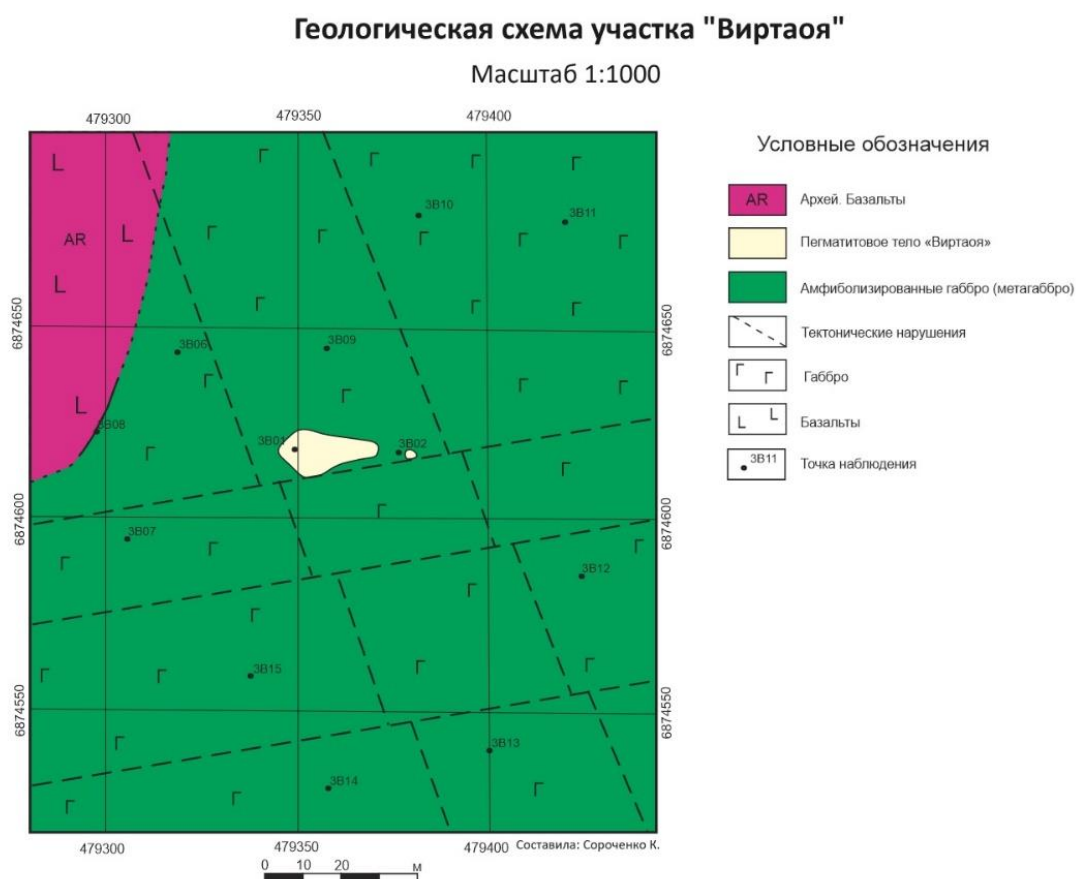 Геологическая схема участка "Виртаоя"
Масштаб 1:1000
479300
479350
479400
Условные обозначения
AR
Архей. Базальты
Пегматитовое тело «Виртаоя»
Амфиболизированные габбро (метагаббро)
Тектонические нарушения
Г Г
Габбро
L L
Базальты
3В11
Точка наблюдения
L
AR
L
L
L
3В10
3В11
3В06
3В09
3В08
3В01
3В02
3В07
3В12
3В15
3В13
3В14
6874650
6874600
6874550
6874650
6874600
6874550
479300
479350
479400
Составила: Сороченко К.
0 10 20 м